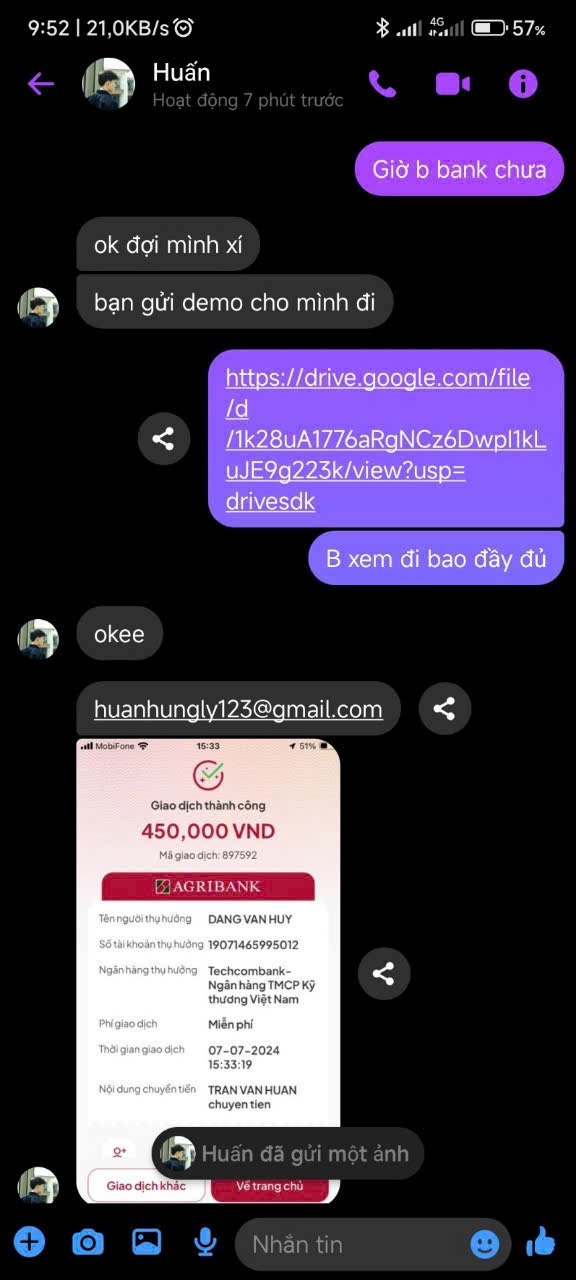 9:52 | 21,0KB/s
4G
57%
Huấn
Hoạt động 7 phút trước
Giờ b bank chưa
ok đợi mình xí
bạn gửi demo cho mình đi
https://drive.google.com/file
/d
/1k28uA1776aRgNCz6Dwpl1kL
uJE9g223k/view?usp=
drivesdk
B xem đi bao đầy đủ
okee
huanhungly123@gmail.com
MobiFone 15:33 51%
Giao dịch thành công
450,000 VND
Mã giao dịch: 897592
AGRIBANK
Tên người thụ hưởng DANG VAN HUY
Số tài khoản thụ hưởng 19071465995012
Ngân hàng thụ hưởng Techcombank-
Ngân hàng TMCP Kỹ
thương Việt Nam
Phí giao dịch Miễn phí
Thời gian giao dịch 07-07-2024
15:33:19
Nội dung chuyển tiền TRAN VAN HUAN
chuyen tien
Huấn đã gửi một ảnh
Giao dịch khác Về trang chủ
Nhắn tin